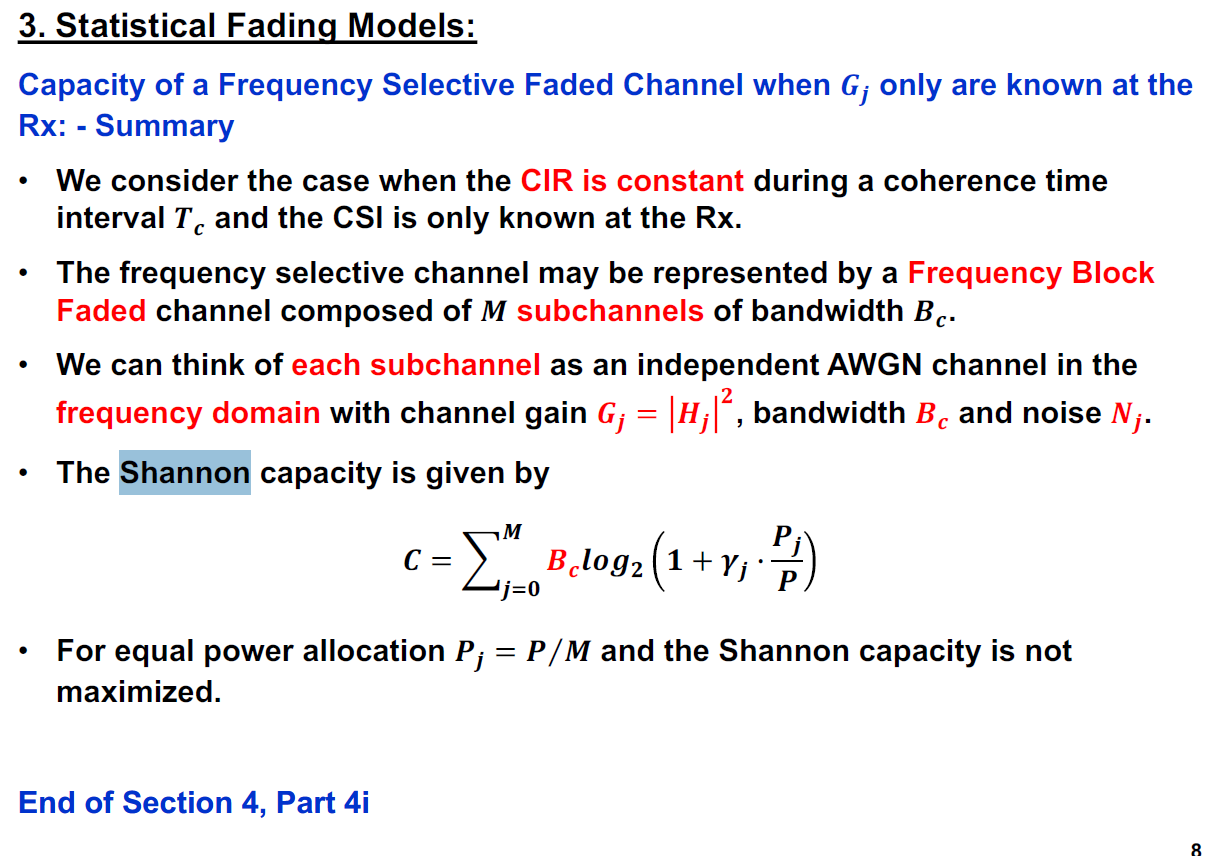 3. Statistical Fading Models:
Capacity of a Frequency Selective Faded Channel when G_j only are known at the
Rx: - Summary
• We consider the case when the CIR is constant during a coherence time
interval T_c and the CSI is only known at the Rx.
• The frequency selective channel may be represented by a Frequency Block
Faded channel composed of M subchannels of bandwidth B_c.
• We can think of each subchannel as an independent AWGN channel in the
frequency domain with channel gain G_j = |H_j|^2, bandwidth B_c and noise N_j.
• The Shannon capacity is given by
C = ∑_{j=0}^{M} B_c log_2 (1 + γ_j · P_j/P)
• For equal power allocation P_j = P/M and the Shannon capacity is not
maximized.
End of Section 4, Part 4i
8